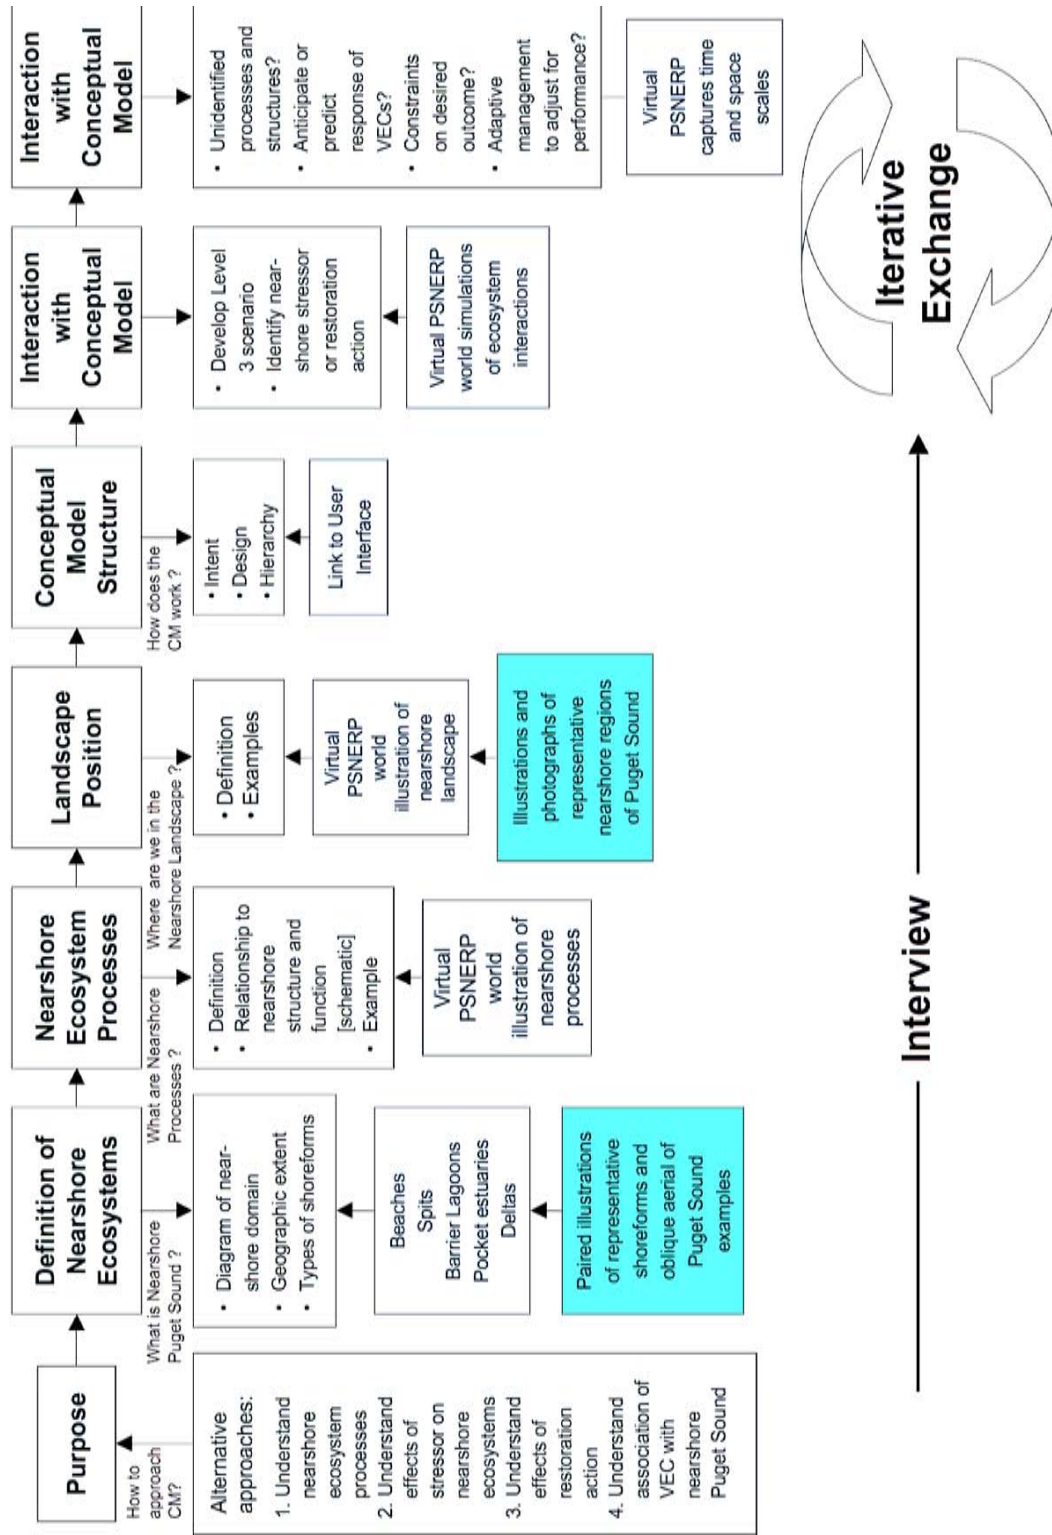 Purpose
How to
approach
CM?
Alternative
approaches:
1. Understand
nearshore
ecosystem
processes
2. Understand
effects of
stressor on
nearshore
ecosystems
3. Understand
effects of
restoration
action
4. Understand
association of
VEC with
nearshore
Puget Sound
Definition of
Nearshore
Ecosystems
What is Nearshore
Puget Sound ?
• Diagram of near-
shore domain
• Geographic extent
• Types of shoreforms
Beaches
Spits
Barrier Lagoons
Pocket estuaries
Deltas
Paired illustrations
of representative
shoreforms and
oblique aerial of
Puget Sound
examples
Nearshore
Ecosystem
Processes
What are Nearshore
Processes ?
• Definition
• Relationship to
nearshore
structure and
function
[schematic]
• Example
Virtual
PSNERP
world
illustration of
nearshore
processes
Landscape
Position
Where are we in the
Nearshore Landscape ?
• Definition
• Examples
Virtual
PSNERP
world
illustration of
nearshore
landscape
Illustrations and
photographs of
representative
nearshore regions
of Puget Sound
Conceptual
Model
Structure
How does the
CM work ?
• Intent
• Design
• Hierarchy
Link to User
Interface
Interaction
with
Conceptual
Model
• Develop Level
3 scenario
• Identify near-
shore stressor
or restoration
action
Virtual PSNERP
world simulations
of ecosystem
interactions
Interaction
with
Conceptual
Model
• Unidentified
processes and
structures?
• Anticipate or
predict
response of
VECs?
• Constraints
on desired
outcome?
• Adaptive
management
to adjust for
performance?
Virtual
PSNERP
captures time
and space
scales
Interview
Iterative
Exchange